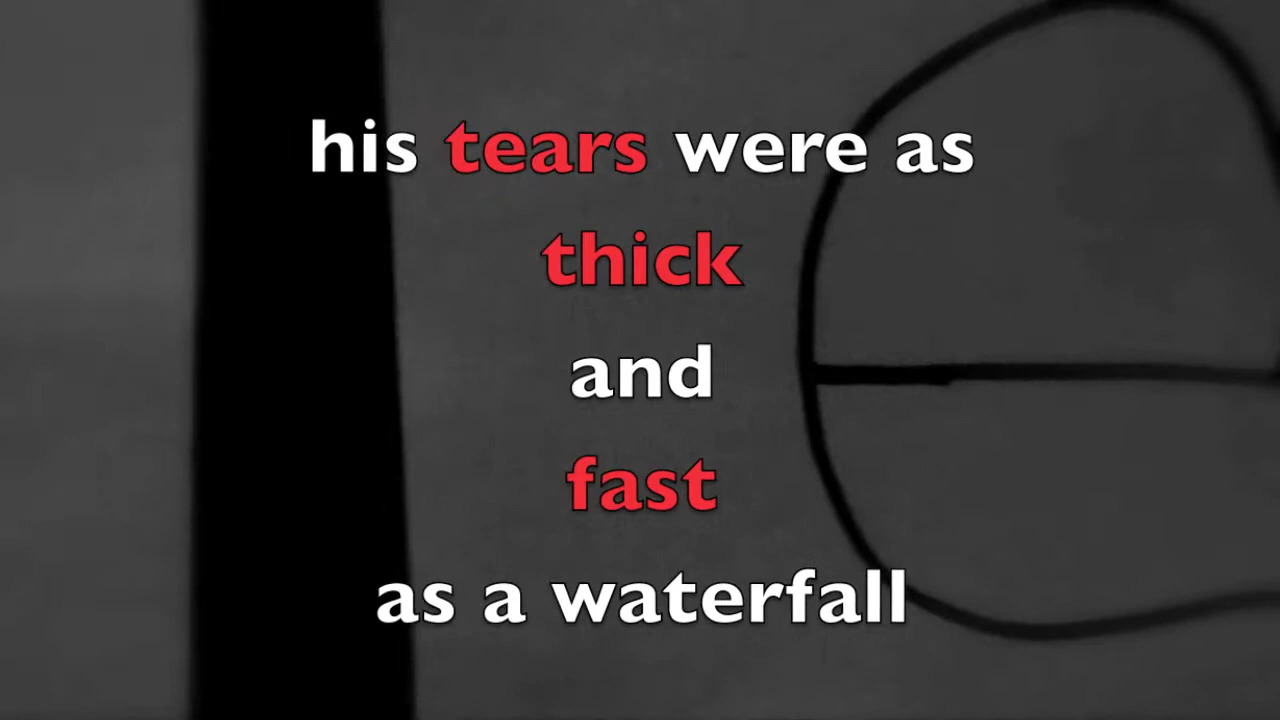 his tears were as
thick
and
fast
as a waterfall